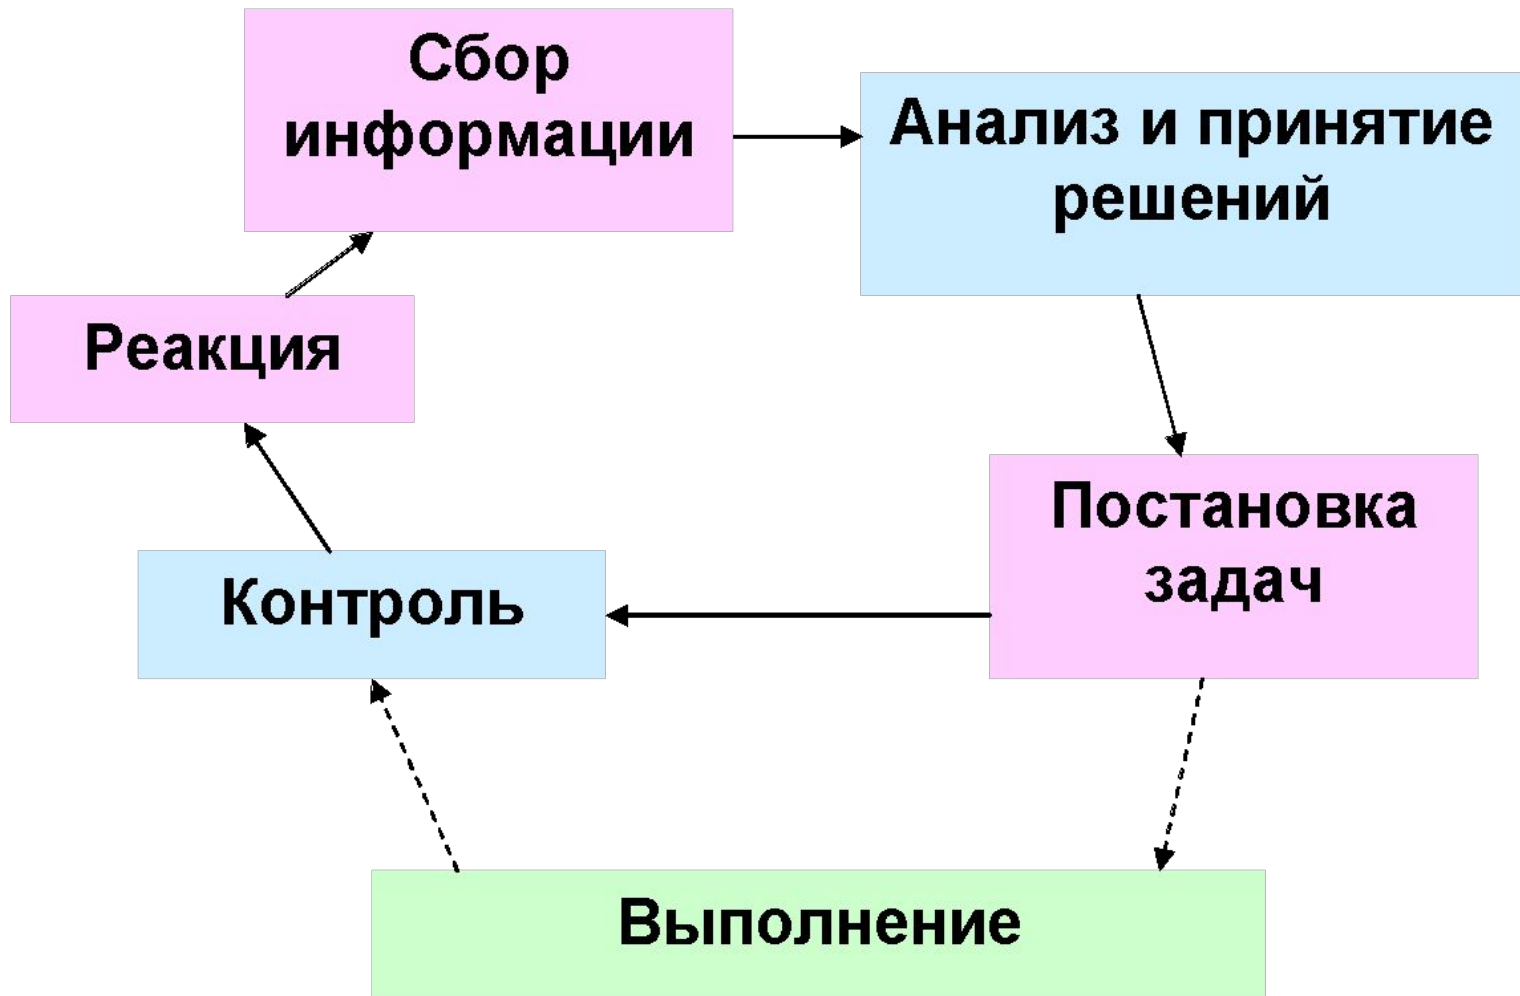 Сбор
информации
Анализ и принятие
решений
Реакция
Постановка
задач
Контроль
Выполнение